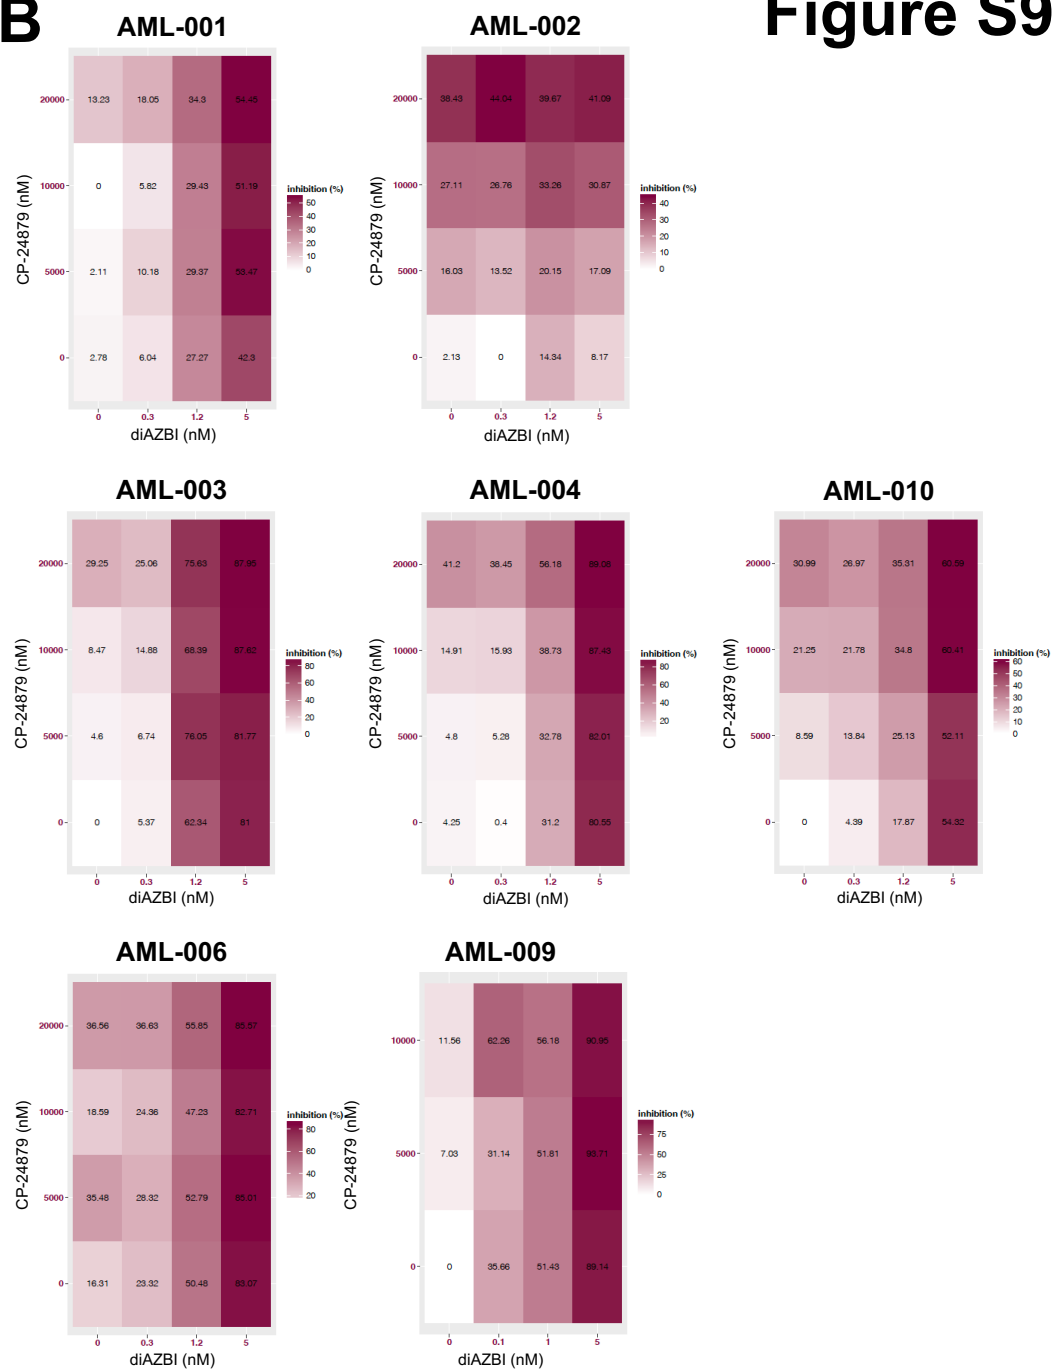 B
Figure S9
AML-001
CP-24879 (nM)
20000 13.23 18.05 34.3 54.45
10000 0 5.82 29.43 51.19
5000 2.11 10.18 29.37 53.47
0 2.78 6.04 27.27 42.3
0 0.3 1.2 5
diAZBI (nM)
inhibition (%)
50
40
30
20
10
0
AML-002
CP-24879 (nM)
20000 38.43 44.04 39.67 41.09
10000 27.11 26.76 33.26 30.87
5000 16.03 13.52 20.15 17.09
0 2.13 0 14.34 8.17
0 0.3 1.2 5
diAZBI (nM)
inhibition (%)
40
30
20
10
0
AML-003
CP-24879 (nM)
20000 29.25 25.06 75.63 87.95
10000 8.47 14.88 68.39 87.62
5000 4.6 6.74 76.05 81.77
0 0 5.37 62.34 81
0 0.3 1.2 5
diAZBI (nM)
inhibition (%)
80
60
40
20
0
AML-004
CP-24879 (nM)
20000 41.2 38.45 56.18 89.08
10000 14.91 15.93 38.73 87.43
5000 4.8 5.28 32.78 82.01
0 4.25 0.4 31.2 80.55
0 0.3 1.2 5
diAZBI (nM)
inhibition (%)
80
60
40
20
AML-010
CP-24879 (nM)
20000 30.99 26.97 35.31 60.59
10000 21.25 21.78 34.8 60.41
5000 8.59 13.84 25.13 52.11
0 0 4.39 17.87 54.32
0 0.3 1.2 5
diAZBI (nM)
inhibition (%)
60
50
40
30
20
10
0
AML-006
CP-24879 (nM)
20000 36.56 36.63 55.85 85.57
10000 18.59 24.36 47.23 82.71
5000 35.48 28.32 52.79 85.01
0 16.31 23.32 50.48 83.07
0 0.3 1.2 5
diAZBI (nM)
inhibition (%)
80
60
40
20
AML-009
CP-24879 (nM)
10000 11.56 62.26 56.18 90.95
5000 7.03 31.14 51.81 93.71
0 0 35.66 51.43 89.14
0 0.1 1 5
diAZBI (nM)
inhibition (%)
75
50
25
0